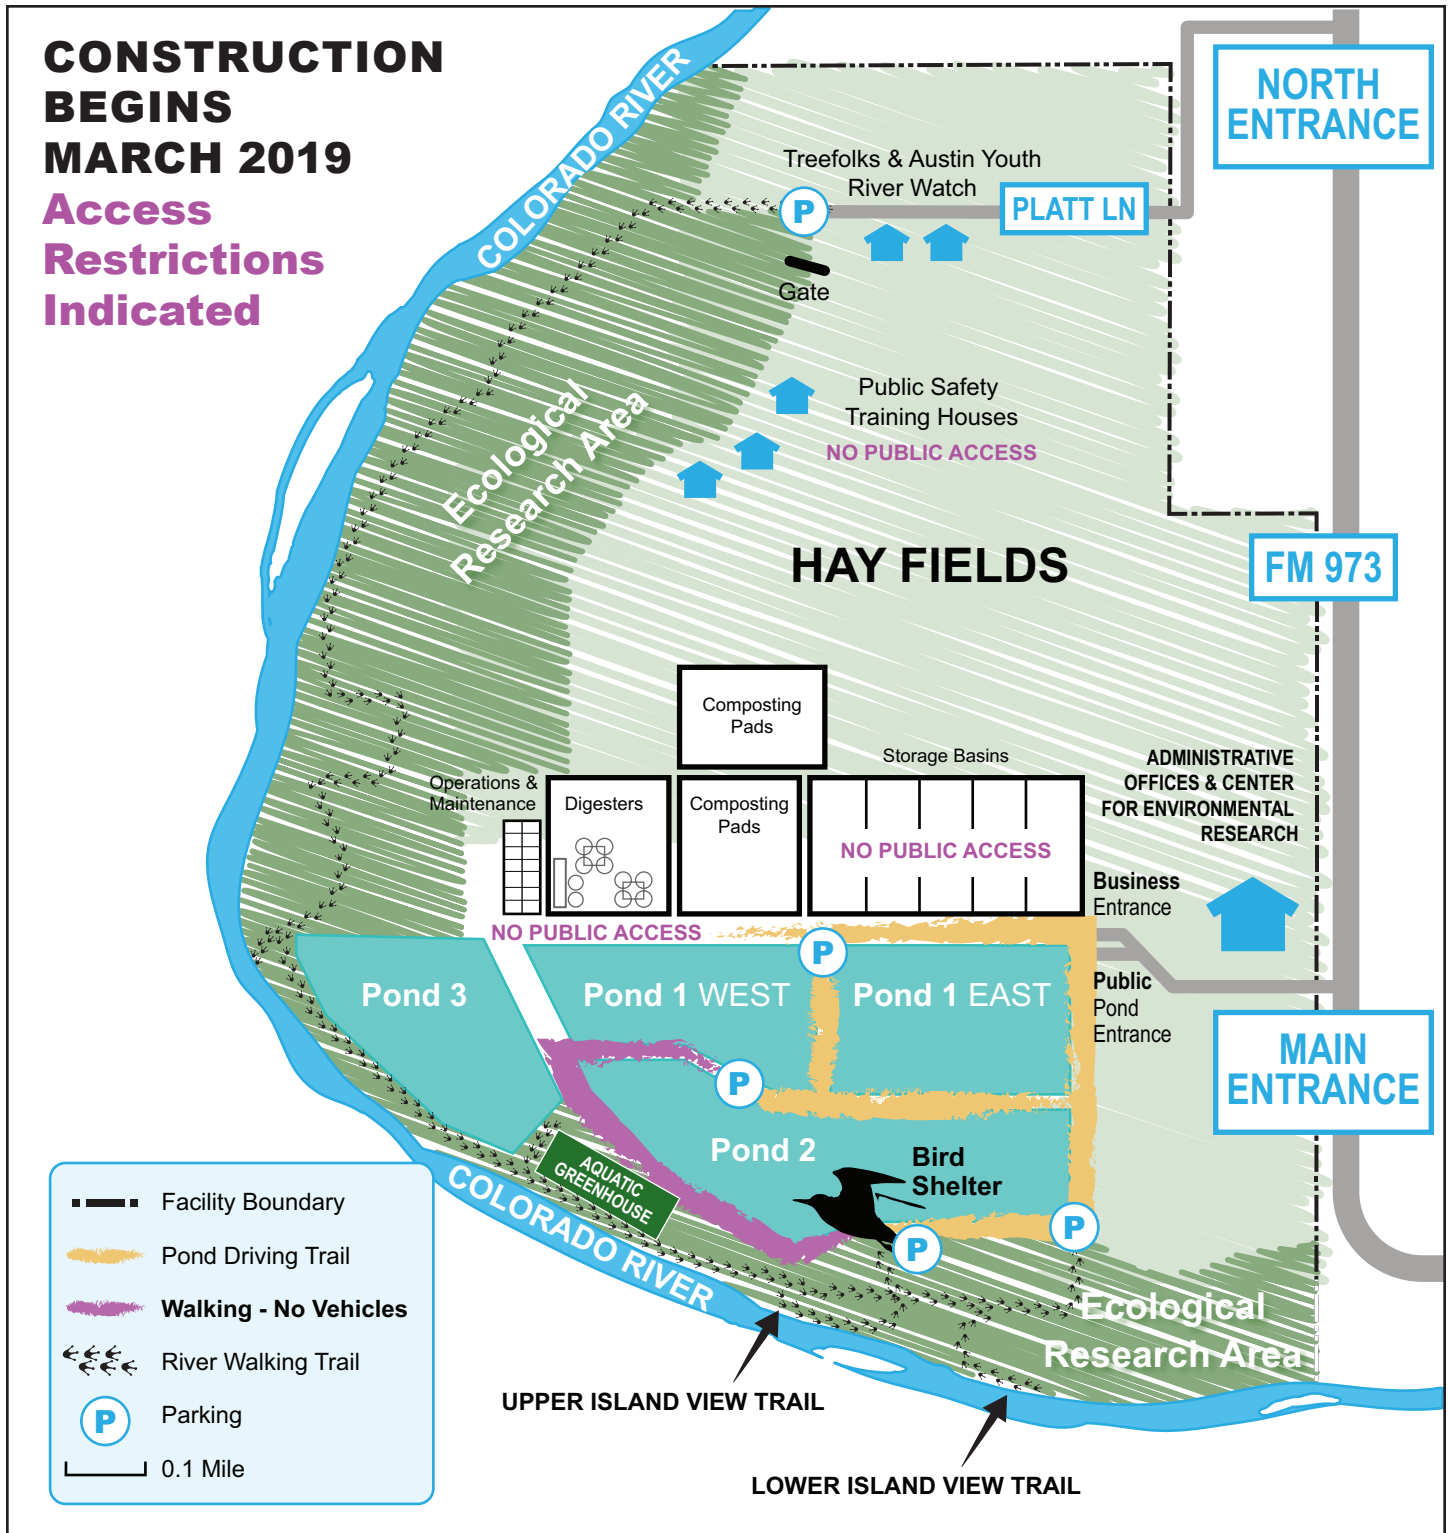 CONSTRUCTION
BEGINS
MARCH 2019
Access
Restrictions
Indicated
COLORADO RIVER
NORTH
ENTRANCE
Treefolks & Austin Youth
River Watch
P
PLATT LN
Gate
Public Safety
Training Houses
NO PUBLIC ACCESS
Ecological
Research Area
HAY FIELDS
FM 973
Composting
Pads
Storage Basins
ADMINISTRATIVE
OFFICES & CENTER
FOR ENVIRONMENTAL
RESEARCH
Operations &
Maintenance
Digesters
Composting
Pads
NO PUBLIC ACCESS
Business
Entrance
NO PUBLIC ACCESS
P
Pond 3
Pond 1 WEST
Pond 1 EAST
Public
Pond
Entrance
MAIN
ENTRANCE
P
Pond 2
Bird
Shelter
AQUATIC
GREENHOUSE
P
P
COLORADO RIVER
Ecological
Research Area
UPPER ISLAND VIEW TRAIL
LOWER ISLAND VIEW TRAIL
Facility Boundary
Pond Driving Trail
Walking - No Vehicles
River Walking Trail
P Parking
0.1 Mile